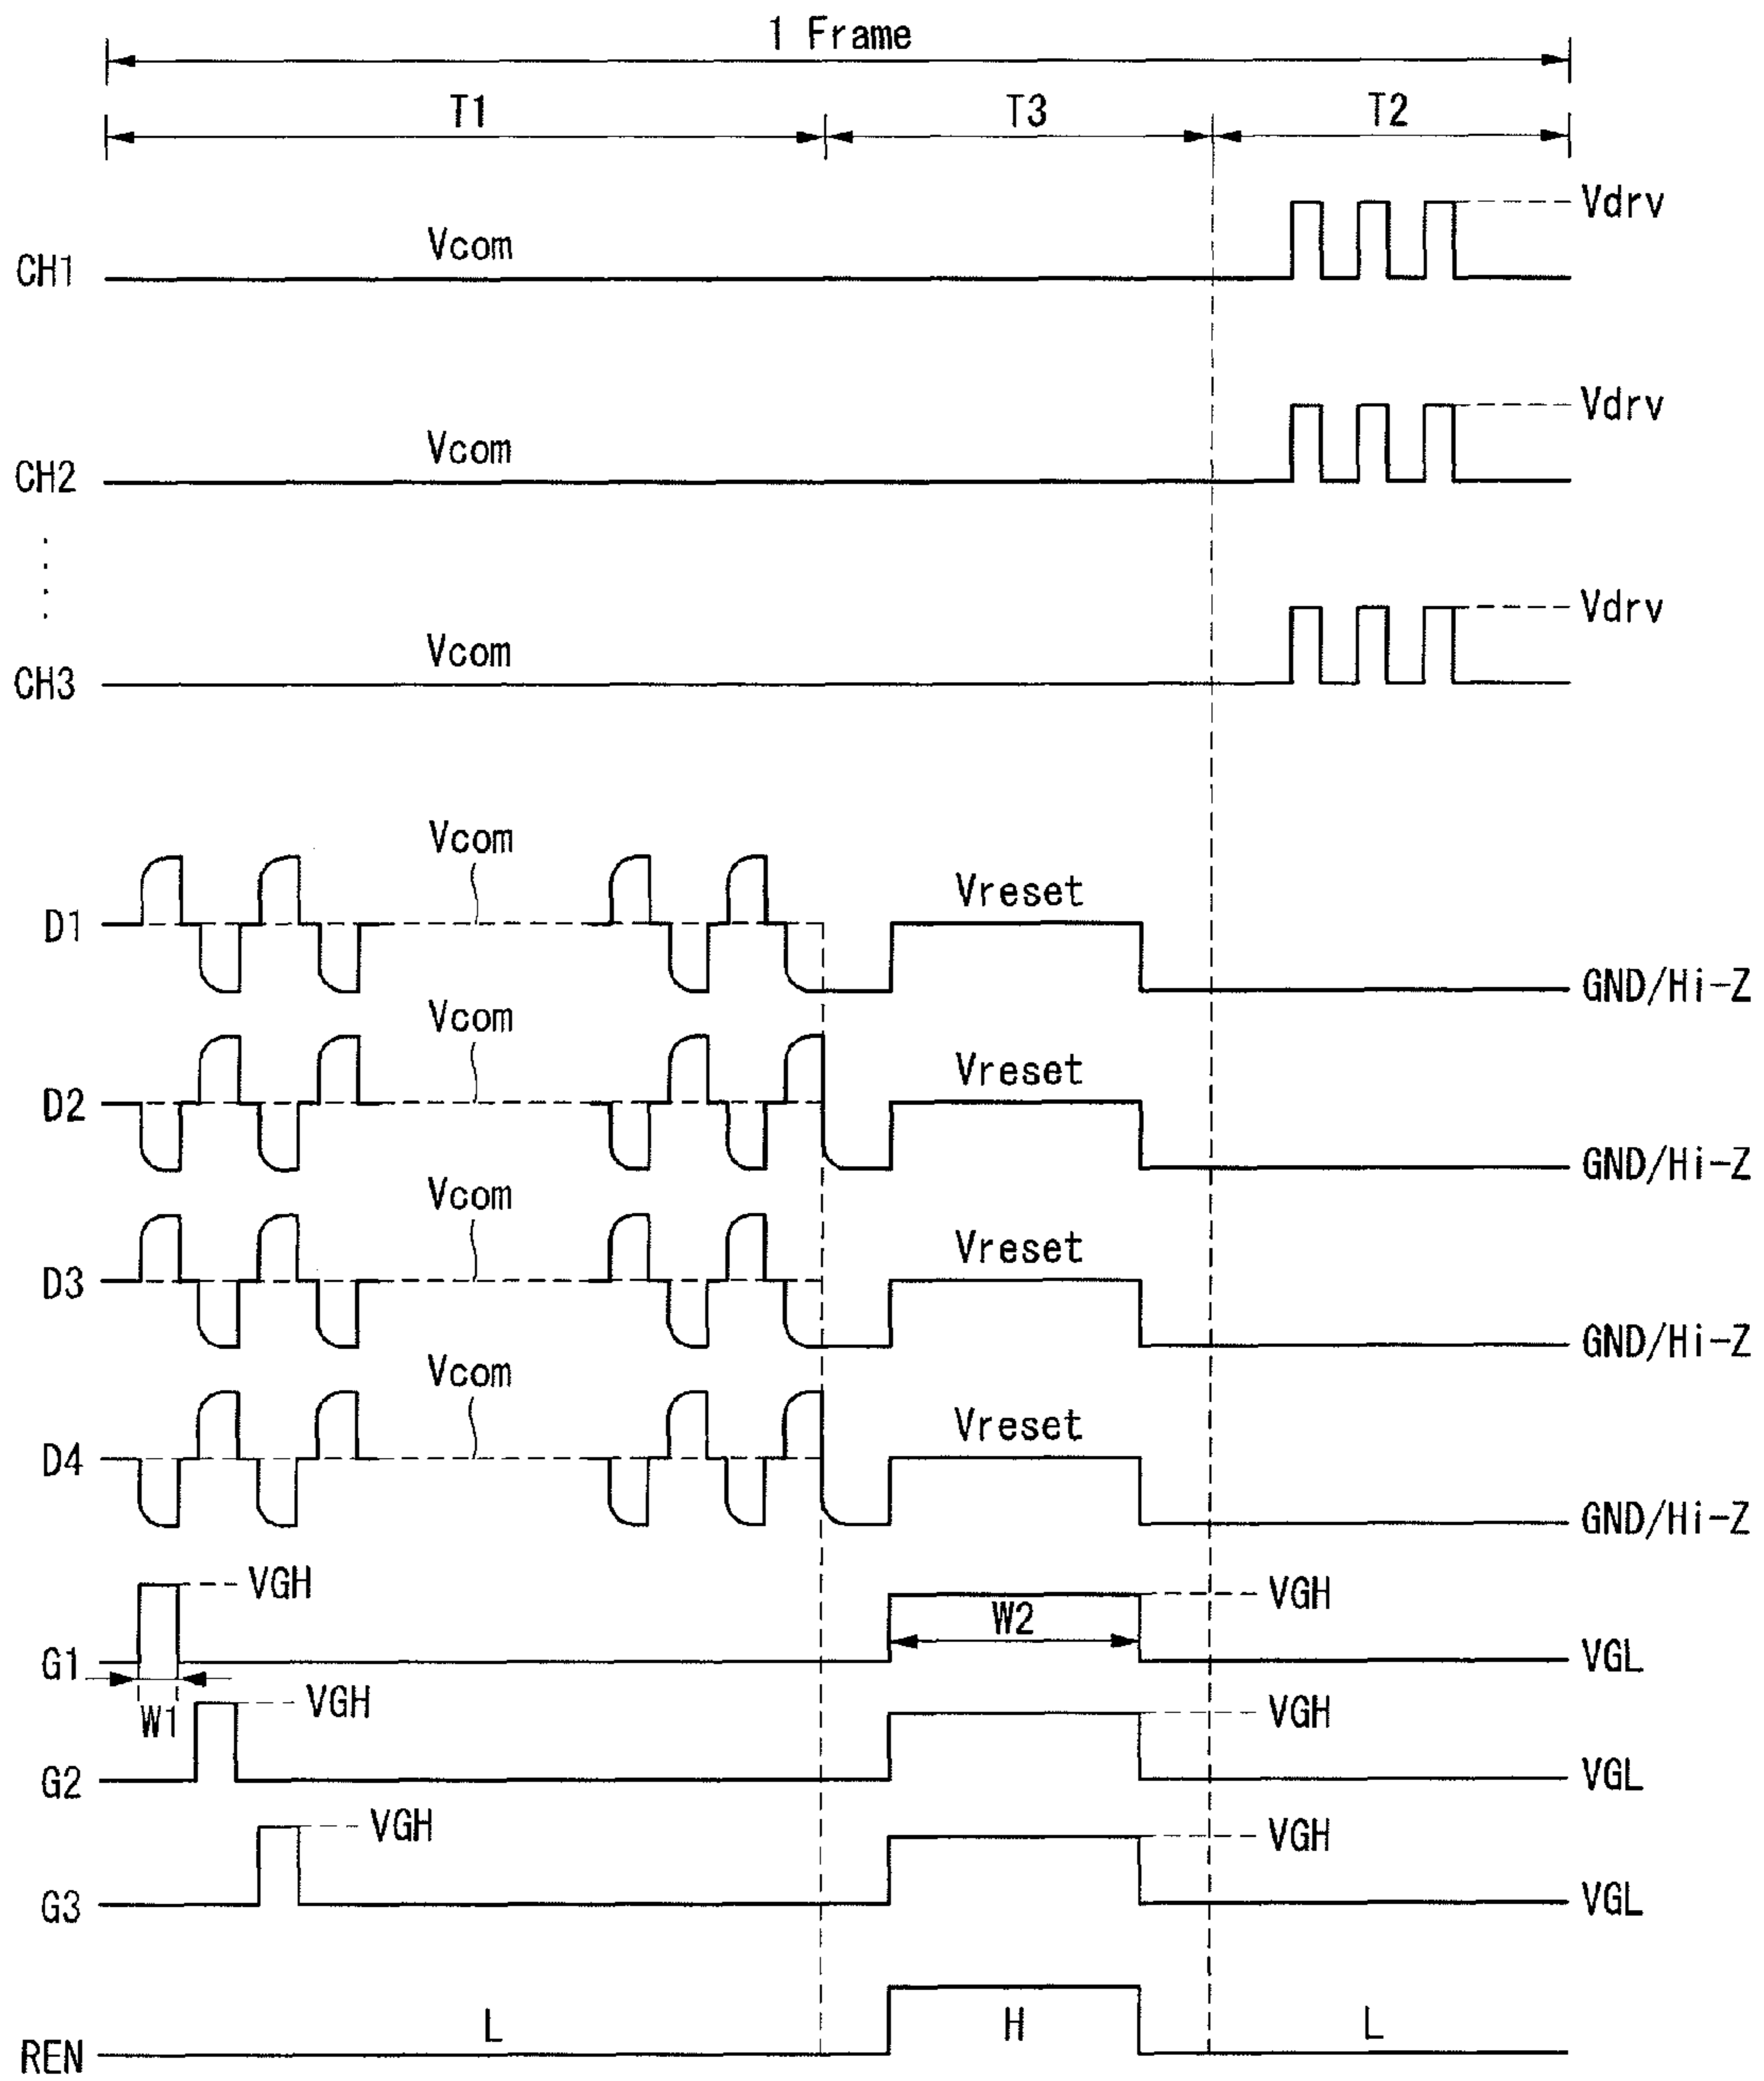 1 Frame
T1 T3 T2
Vdrv
Vcom
CH1
Vdrv
Vcom
CH2
Vdrv
Vcom
CH3
Vcom
Vreset
D1
GND/Hi-Z
Vcom
Vreset
D2
GND/Hi-Z
Vcom
Vreset
D3
GND/Hi-Z
Vcom
Vreset
D4
GND/Hi-Z
VGH VGH
W2
G1 VGL
W1 VGH VGH
G2 VGL
VGH VGH
G3 VGL
L H L
REN